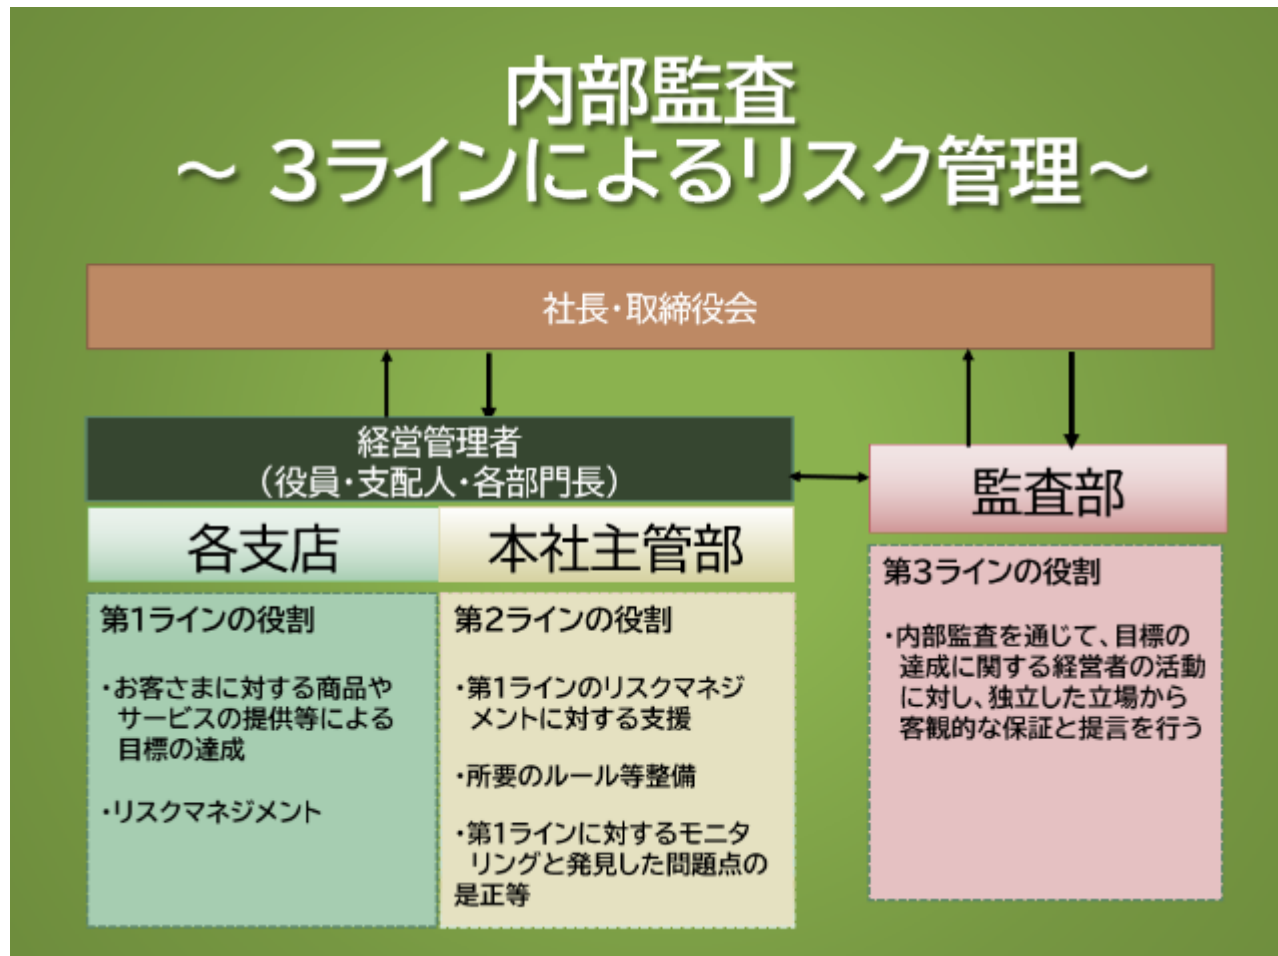 内部監査
～ 3ラインによるリスク管理～
社長・取締役会
経営管理者
（役員・支配人・各部門長）
監査部
各支店
本社主管部
第1ラインの役割
・お客さまに対する商品や
サービスの提供等による
目標の達成
・リスクマネジメント
第2ラインの役割
・第1ラインのリスクマネジ
メントに対する支援
・所要のルール等整備
・第1ラインに対するモニタ
リングと発見した問題点の
是正等
第3ラインの役割
・内部監査を通じて、目標の
達成に関する経営者の活動
に対し、独立した立場から
客観的な保証と提言を行う